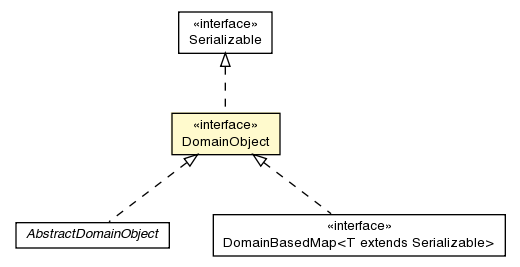 «interface»
Serializable
«interface»
DomainObject
AbstractDomainObject
«interface»
DomainBasedMap<T extends Serializable>